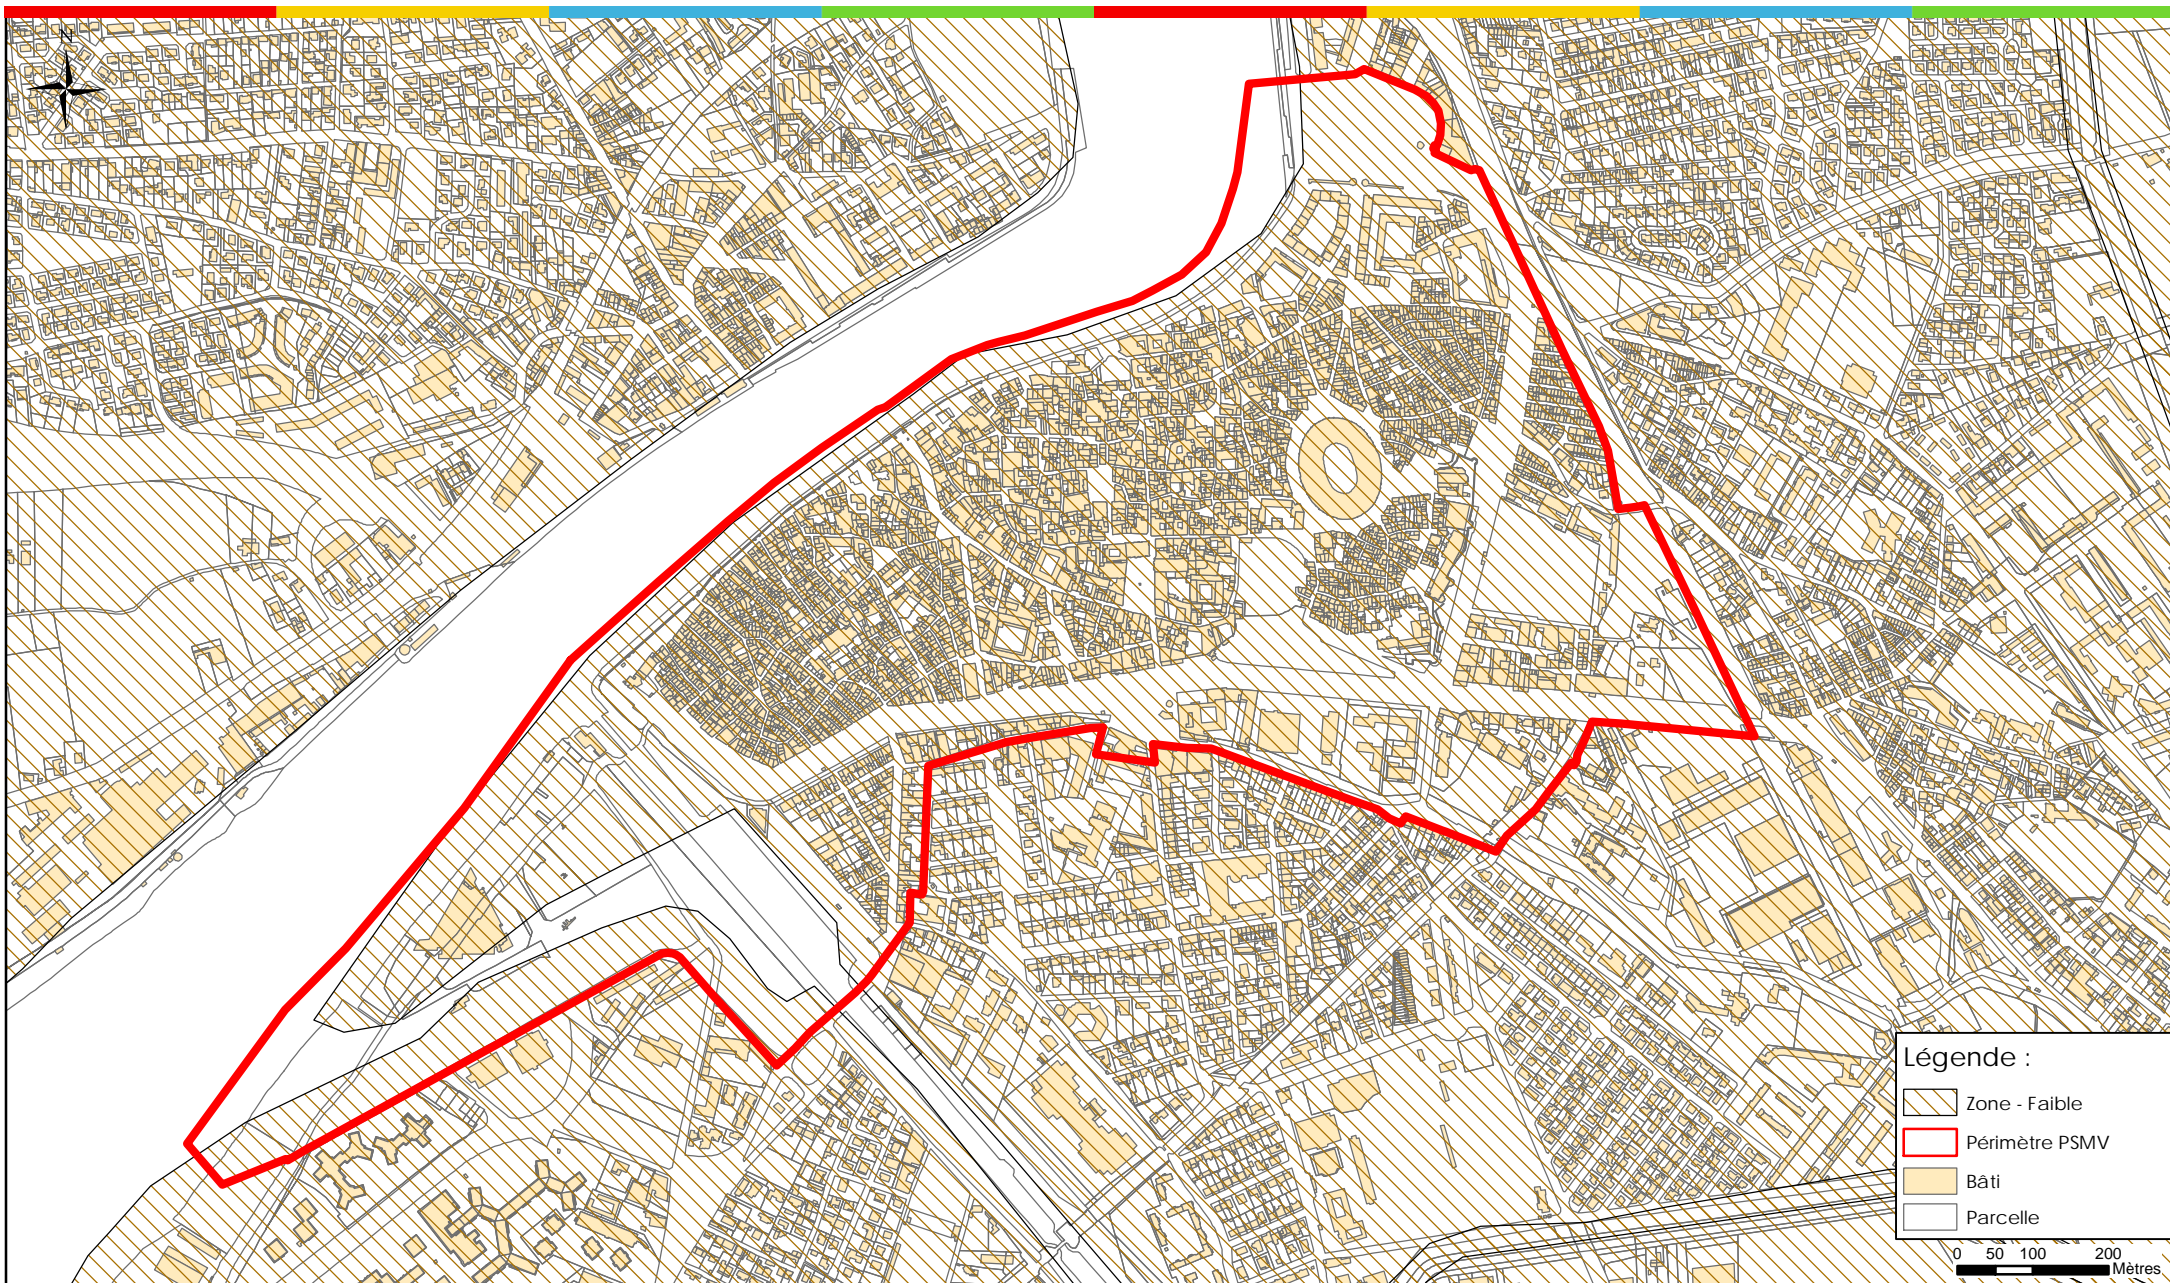 N
Légende :
Zone - Faible
Périmètre PSMV
Bâti
Parcelle
0 50 100 200
Mètres